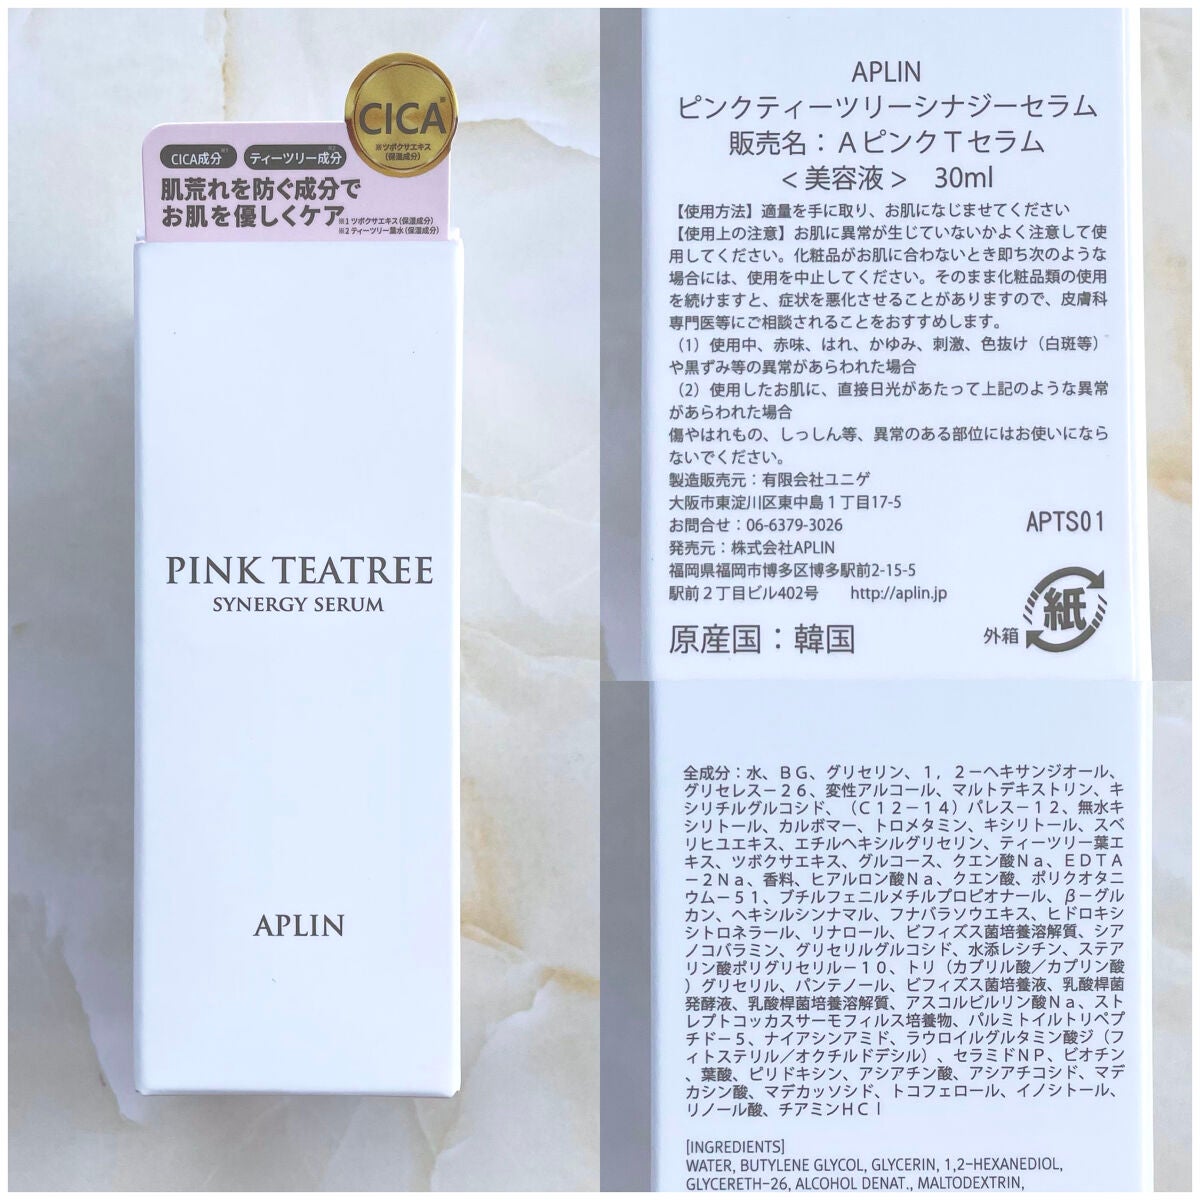 CICA※
※ツボクサエキス
(保湿成分)
CICA成分※1 ティーツリー成分※2
肌荒れを防ぐ成分で
お肌を優しくケア
※1 ツボクサエキス(保湿成分)
※2 ティーツリー葉水(保湿成分)
PINK TEATREE
SYNERGY SERUM
APLIN
APLIN
ピンクティーツリーシナジーセラム
販売名：AピンクTセラム
<美容液> 30ml
【使用方法】適量を手に取り、お肌になじませてください
【使用上の注意】お肌に異常が生じていないかよく注意して使
用してください。化粧品がお肌に合わないとき即ち次のような
場合には、使用を中止してください。そのまま化粧品類の使用
を続けますと、症状を悪化させることがありますので、皮膚科
専門医等にご相談されることをおすすめします。
（1）使用中、赤味、はれ、かゆみ、刺激、色抜け（白斑等）
や黒ずみ等の異常があらわれた場合
（2）使用したお肌に、直接日光があたって上記のような異常
があらわれた場合
傷やはれもの、しっしん等、異常のある部位にはお使いになら
ないでください。
製造販売元：有限会社ユニゲ
大阪市東淀川区東中島1丁目17-5
お問合せ：06-6379-3026
発売元：株式会社APLIN
福岡県福岡市博多区博多駅前2-15-5
駅前2丁目ビル402号 http://aplin.jp
原産国：韓国
APTS01
外箱 紙
全成分：水、BG、グリセリン、1，2－ヘキサンジオール、
グリセレス－26、変性アルコール、マルトデキストリン、キ
シリチルグルコシド、（C12－14）パレス－12、無水キ
シリトール、カルボマー、トロメタミン、キシリトール、スベ
リヒユエキス、エチルヘキシルグリセリン、ティーツリー葉エ
キス、ツボクサエキス、グルコース、クエン酸Na、EDTA
－2Na、香料、ヒアルロン酸Na、クエン酸、ポリクオタニ
ウム－51、ブチルフェニルメチルプロピオナール、β－グル
カン、ヘキシルシンナマル、フナバラソウエキス、ヒドロキシ
シトロネラール、リナロール、ビフィズス菌培養溶解質、シア
ノコバラミン、グリセリルグルコシド、水添レシチン、ステア
リン酸ポリグリセリル－10、トリ（カプリル酸／カプリン酸
）グリセリル、パンテノール、ビフィズス菌培養液、乳酸桿菌
発酵液、乳酸桿菌培養溶解質、アスコルビルリン酸Na、スト
レプトコッカスサーモフィルス培養物、パルミトイルトリペプ
チド－5、ナイアシンアミド、ラウロイルグルタミン酸ジ（フ
ィトステリル／オクチルドデシル）、セラミドNP、ビオチン
、葉酸、ピリドキシン、アシアチン酸、アシアチコシド、マデ
カシン酸、マデカッソシド、トコフェロール、イノシトール、
リノール酸、チアミンHCl
[INGREDIENTS]
WATER, BUTYLENE GLYCOL, GLYCERIN, 1,2-HEXANEDIOL,
GLYCERETH-26, ALCOHOL DENAT., MALTODEXTRIN,